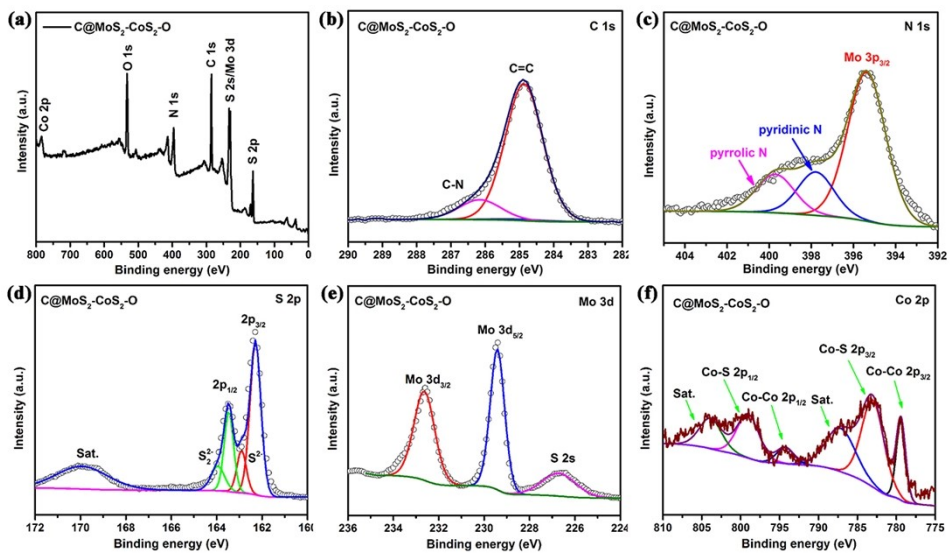 (a)
C@MoS₂-CoS₂-O
Co 2p
O 1s
N 1s
C 1s
S 2s/Mo 3d
S 2p
Intensity (a.u.)
800 700 600 500 400 300 200 100 0
Binding energy (eV)
(b)
C@MoS₂-CoS₂-O
C 1s
C=C
C-N
Intensity (a.u.)
290 289 288 287 286 285 284 283 282 281
Binding energy (eV)
(c)
C@MoS₂-CoS₂-O
N 1s
Mo 3p₃/₂
pyridinic N
pyrrolic N
Intensity (a.u.)
404 402 400 398 396 394 392
Binding energy (eV)
(d)
C@MoS₂-CoS₂-O
S 2p
2p₃/₂
2p₁/₂
Sat.
S₂²⁻
S²⁻
Intensity (a.u.)
172 170 168 166 164 162 160
Binding energy (eV)
(e)
C@MoS₂-CoS₂-O
Mo 3d
Mo 3d₅/₂
Mo 3d₃/₂
S 2s
Intensity (a.u.)
236 234 232 230 228 226 224
Binding energy (eV)
(f)
C@MoS₂-CoS₂-O
Co 2p
Co-S 2p₃/₂
Co-S 2p₁/₂
Co-Co 2p₃/₂
Sat.
Co-Co 2p₁/₂
Sat.
Intensity (a.u.)
810 805 800 795 790 785 780 775
Binding energy (eV)